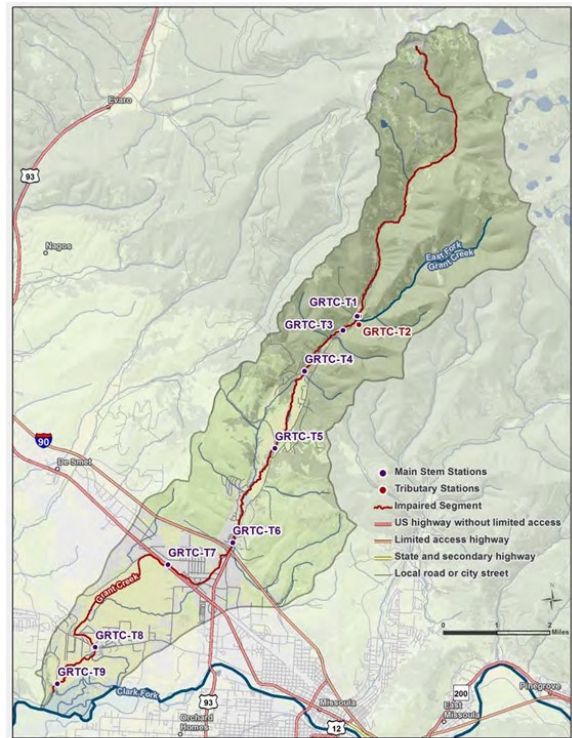 Evaro
93
Nagos
East Fork
Grant Creek
GRTC-T1
GRTC-T3
GRTC-T2
GRTC-T4
90
De Smet
GRTC-T5
Main Stem Stations
Tributary Stations
Impaired Segment
US highway without limited access
Limited access highway
State and secondary highway
Local road or city street
GRTC-T6
GRTC-T7
Grant Creek
N
0 1 2
Miles
GRTC-T8
GRTC-T9
Clark Fork
93
Orchard
Homes
Missoula
12
200
East
Missoula
Pinegrove